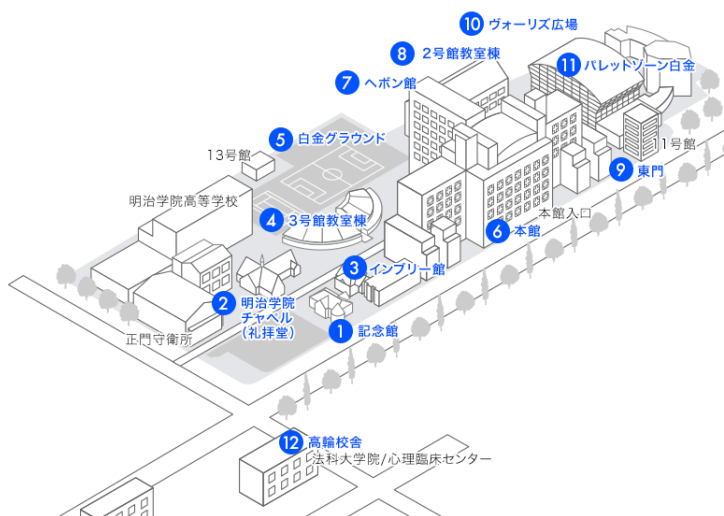 10 ヴォーリズ広場
8 2号館教室棟
11 パレットゾーン白金
7 ヘボン館
5 白金グラウンド
11号館
13号館
9 東門
明治学院高等学校
4 3号館教室棟
本館入口
6 本館
3 インブリー館
2 明治学院
チャペル
(礼拝堂)
1 記念館
正門守衛所
12 高輪校舎
法科大学院/心理臨床センター